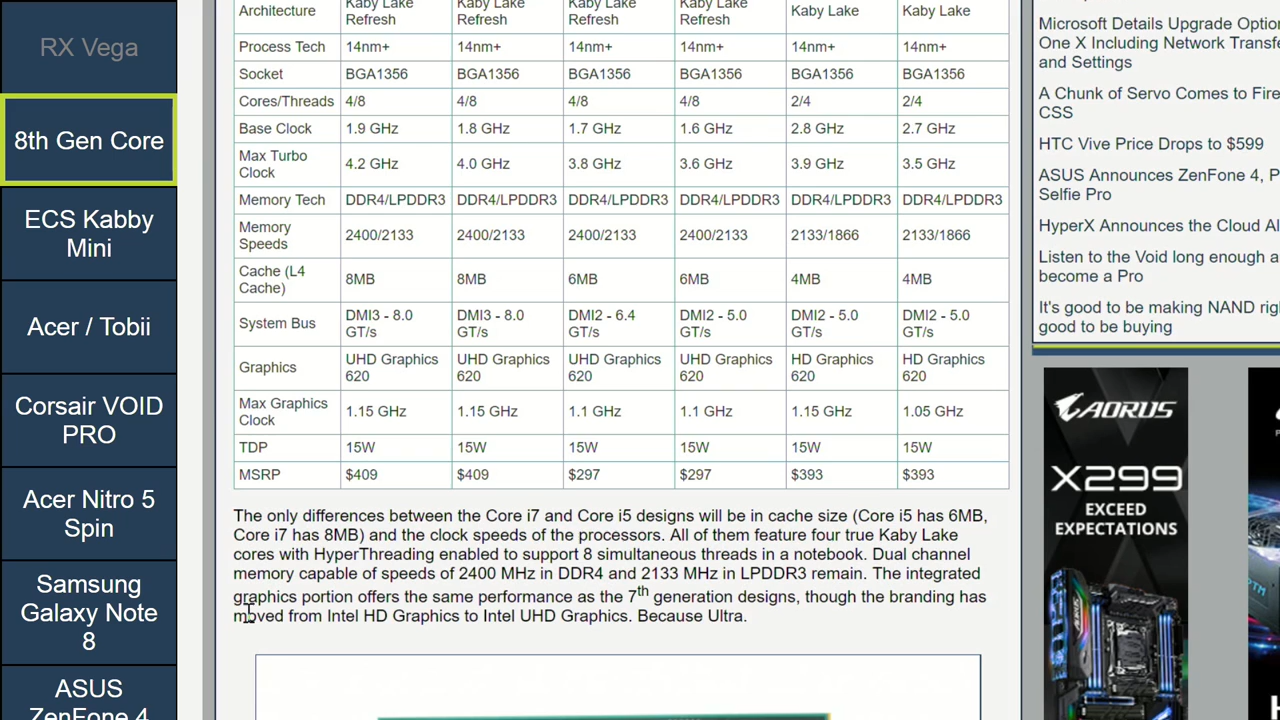 RX Vega
8th Gen Core
ECS Kabby
Mini
Acer / Tobii
Corsair VOID
PRO
Acer Nitro 5
Spin
Samsung
Galaxy Note
8
ASUS
ZenFone 4
Architecture Kaby Lake Refresh Kaby Lake Refresh Kaby Lake Refresh Kaby Lake Refresh Kaby Lake Kaby Lake
Process Tech 14nm+ 14nm+ 14nm+ 14nm+ 14nm+ 14nm+
Socket BGA1356 BGA1356 BGA1356 BGA1356 BGA1356 BGA1356
Cores/Threads 4/8 4/8 4/8 4/8 2/4 2/4
Base Clock 1.9 GHz 1.8 GHz 1.7 GHz 1.6 GHz 2.8 GHz 2.7 GHz
Max Turbo Clock 4.2 GHz 4.0 GHz 3.8 GHz 3.6 GHz 3.9 GHz 3.5 GHz
Memory Tech DDR4/LPDDR3 DDR4/LPDDR3 DDR4/LPDDR3 DDR4/LPDDR3 DDR4/LPDDR3 DDR4/LPDDR3
Memory Speeds 2400/2133 2400/2133 2400/2133 2400/2133 2133/1866 2133/1866
Cache (L4 Cache) 8MB 8MB 6MB 6MB 4MB 4MB
System Bus DMI3 - 8.0 GT/s DMI3 - 8.0 GT/s DMI2 - 6.4 GT/s DMI2 - 5.0 GT/s DMI2 - 5.0 GT/s DMI2 - 5.0 GT/s
Graphics UHD Graphics 620 UHD Graphics 620 UHD Graphics 620 UHD Graphics 620 HD Graphics 620 HD Graphics 620
Max Graphics Clock 1.15 GHz 1.15 GHz 1.1 GHz 1.1 GHz 1.15 GHz 1.05 GHz
TDP 15W 15W 15W 15W 15W 15W
MSRP $409 $409 $297 $297 $393 $393
The only differences between the Core i7 and Core i5 designs will be in cache size (Core i5 has 6MB,
Core i7 has 8MB) and the clock speeds of the processors. All of them feature four true Kaby Lake
cores with HyperThreading enabled to support 8 simultaneous threads in a notebook. Dual channel
memory capable of speeds of 2400 MHz in DDR4 and 2133 MHz in LPDDR3 remain. The integrated
graphics portion offers the same performance as the 7th generation designs, though the branding has
moved from Intel HD Graphics to Intel UHD Graphics. Because Ultra.
Microsoft Details Upgrade Optio
One X Including Network Transf
and Settings
A Chunk of Servo Comes to Fire
CSS
HTC Vive Price Drops to $599
ASUS Announces ZenFone 4, P
Selfie Pro
HyperX Announces the Cloud Al
Listen to the Void long enough a
become a Pro
It's good to be making NAND rig
good to be buying
AORUS
X299
EXCEED
EXPECTATIONS